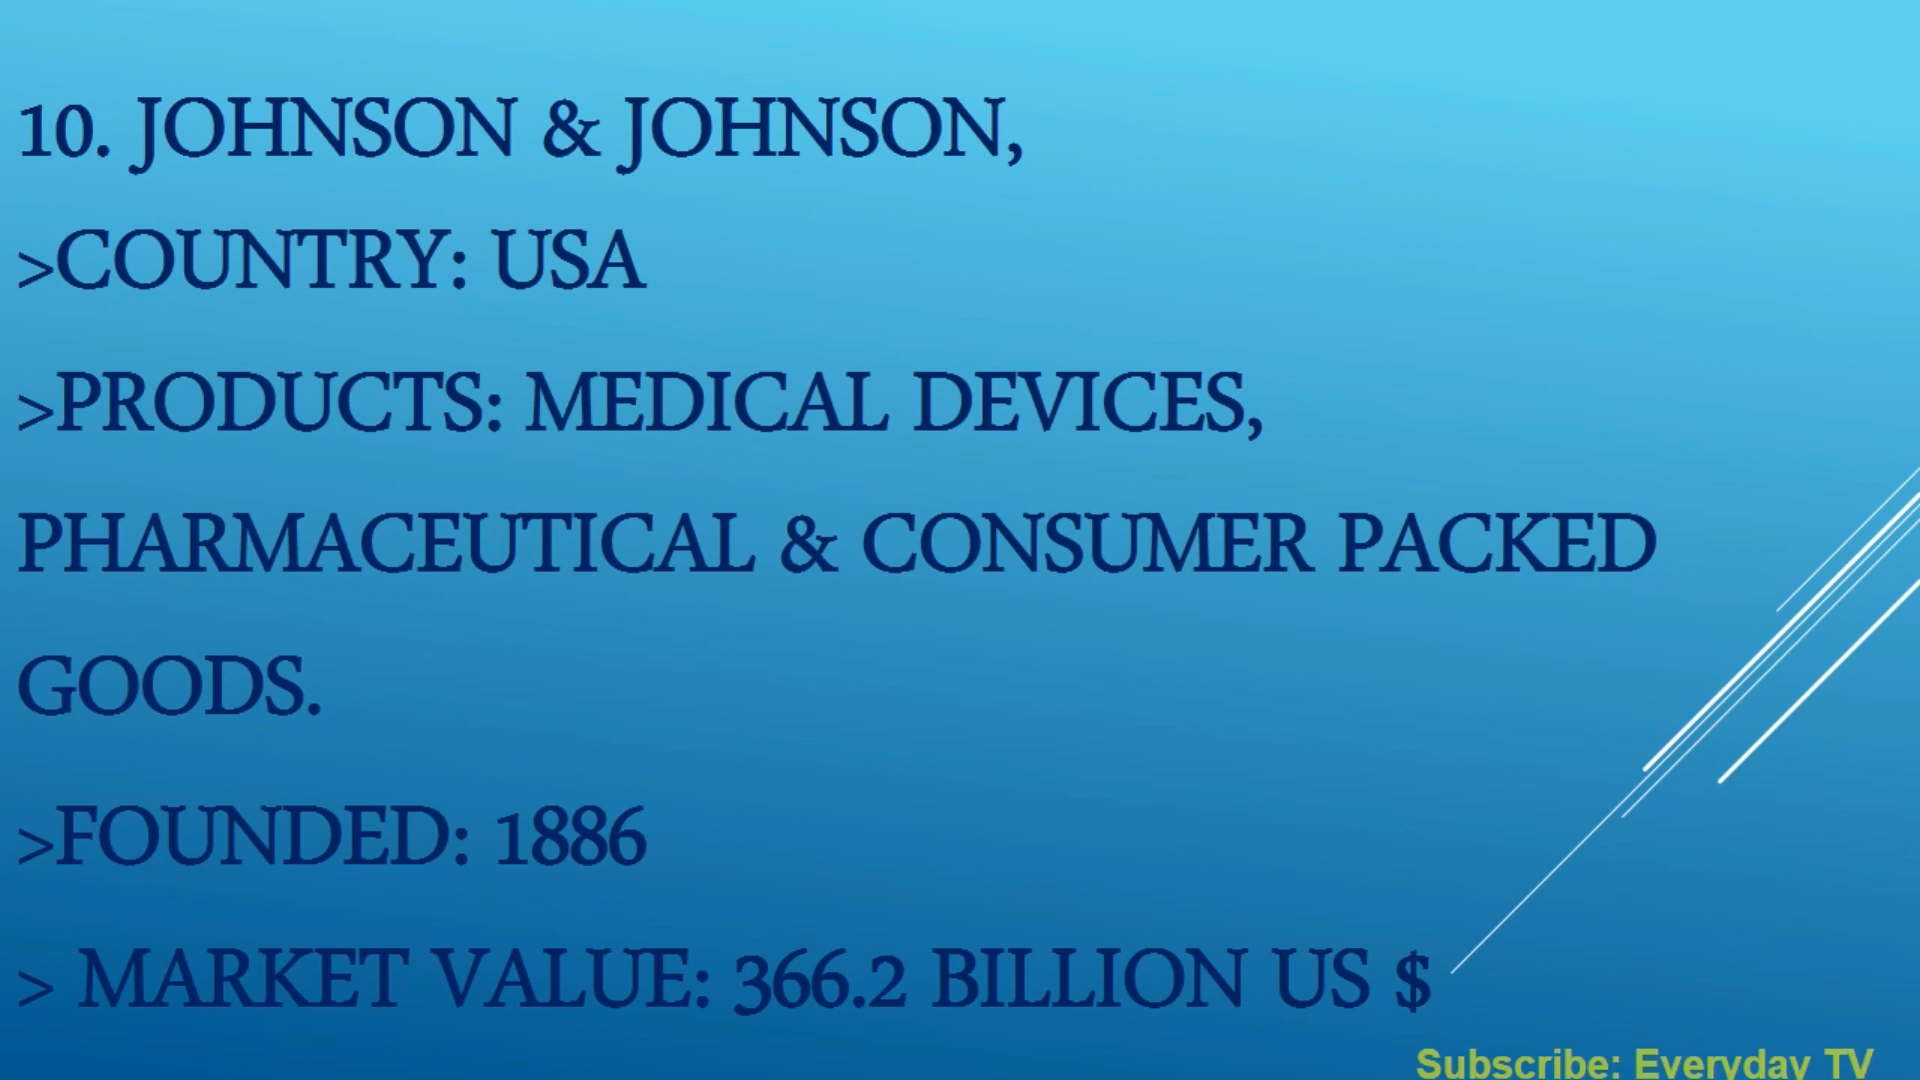 10. JOHNSON & JOHNSON,
>COUNTRY: USA
>PRODUCTS: MEDICAL DEVICES,
PHARMACEUTICAL & CONSUMER PACKED
GOODS.
>FOUNDED: 1886
> MARKET VALUE: 366.2 BILLION US $
Subscribe: Everyday TV